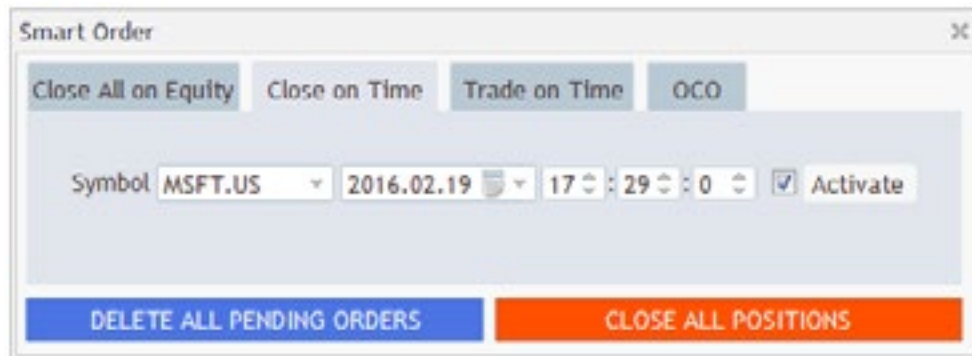 Smart Order
Close All on Equity Close on Time Trade on Time OCO
Symbol MSFT.US 2016.02.19 17 : 29 : 0 Activate
DELETE ALL PENDING ORDERS CLOSE ALL POSITIONS